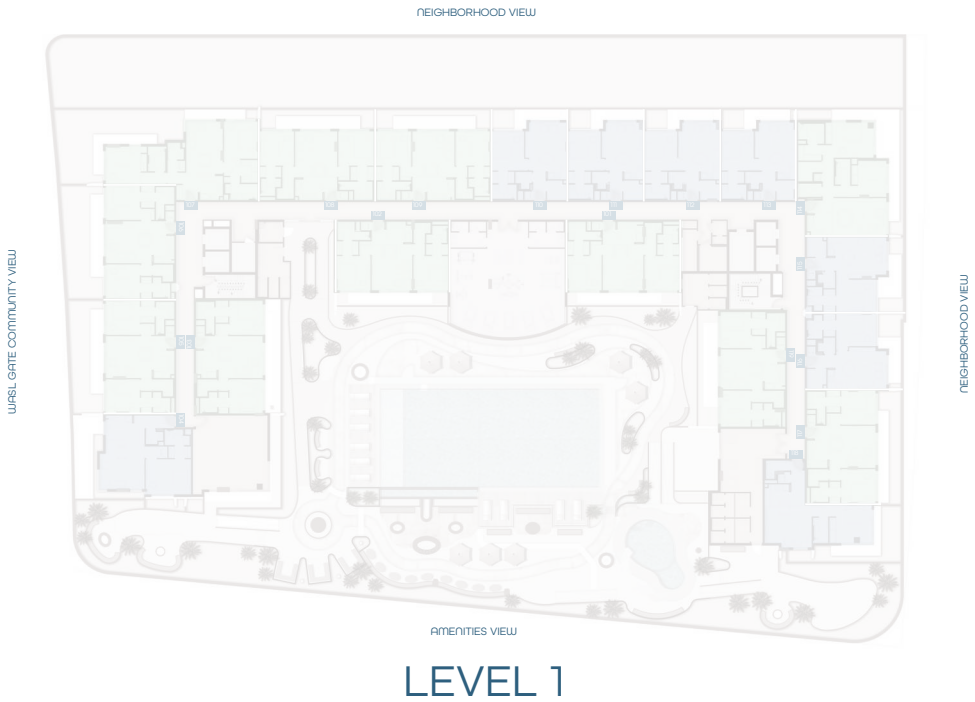 NEIGHBORHOOD VIEW
WASL GATE COMMUNITY VIEW
NEIGHBORHOOD VIEW
AMENITIES VIEW
LEVEL 1